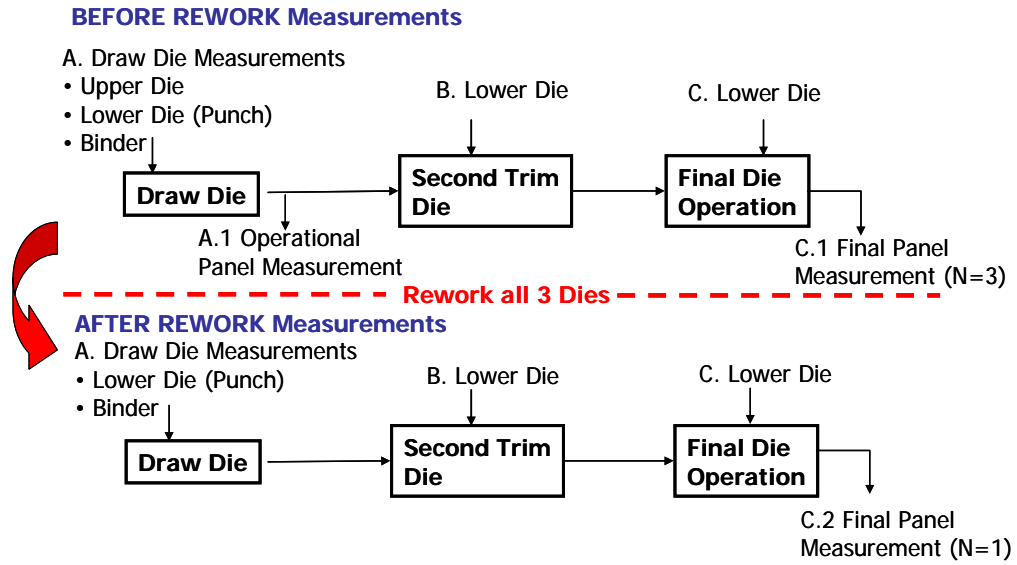 BEFORE REWORK Measurements
A. Draw Die Measurements
• Upper Die
• Lower Die (Punch)
• Binder
B. Lower Die
C. Lower Die
Draw Die
Second Trim
Die
Final Die
Operation
A.1 Operational
Panel Measurement
C.1 Final Panel
Measurement (N=3)
Rework all 3 Dies
AFTER REWORK Measurements
A. Draw Die Measurements
• Lower Die (Punch)
• Binder
B. Lower Die
C. Lower Die
Draw Die
Second Trim
Die
Final Die
Operation
C.2 Final Panel
Measurement (N=1)